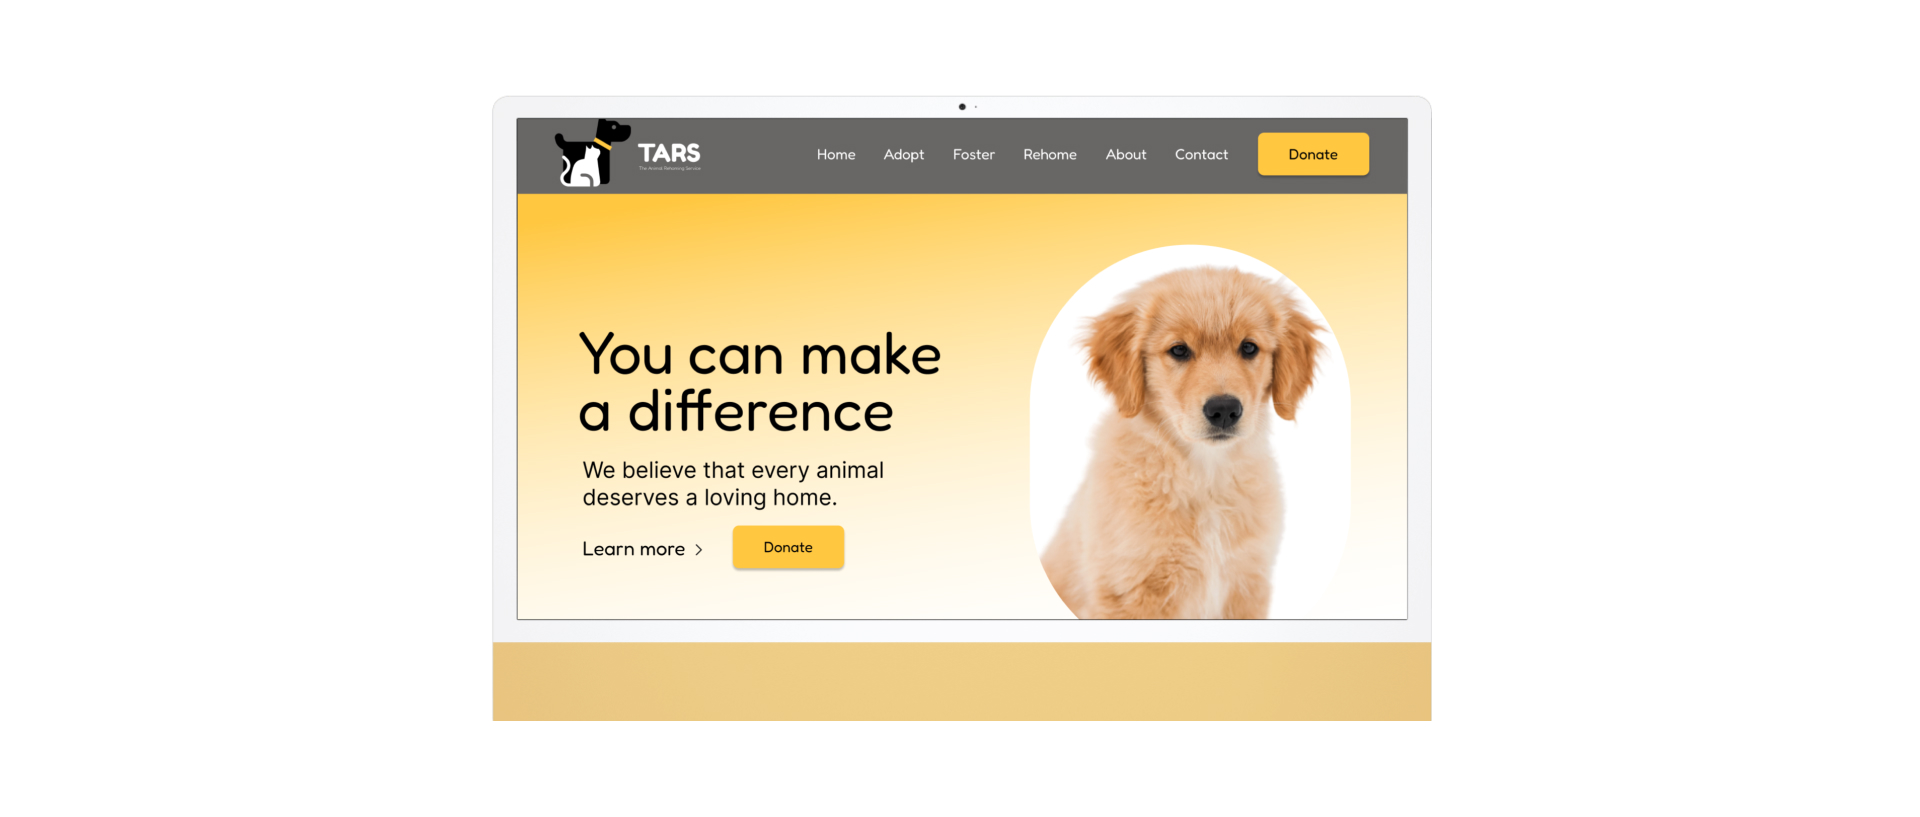 TARS
The Animal Rehoming Service
Home Adopt Foster Rehome About Contact Donate
You can make
a difference
We believe that every animal
deserves a loving home.
Learn more >
Donate